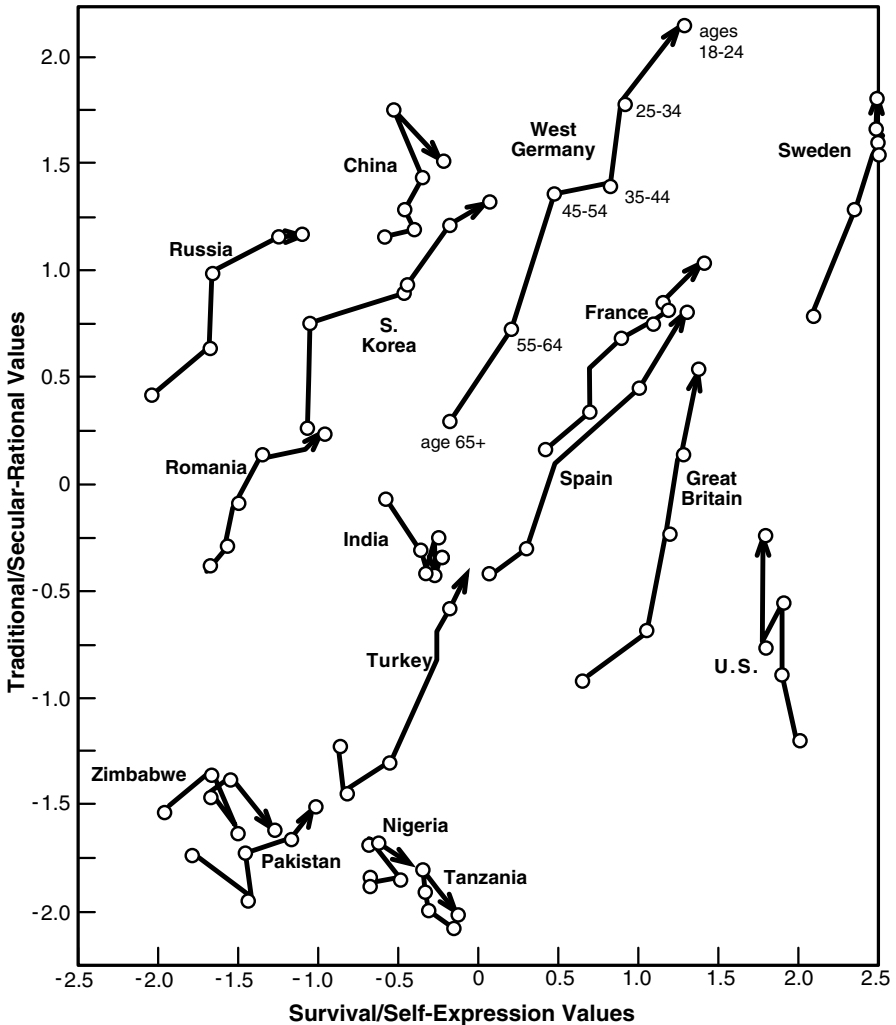 2.0
1.5
1.0
0.5
0
-0.5
-1.0
-1.5
-2.0
Traditional/Secular-Rational Values
ages
18-24
25-34
West
Germany
35-44
45-54
55-64
age 65+
Sweden
China
Russia
S.
Korea
France
Romania
Spain
Great
Britain
India
U.S.
Turkey
Zimbabwe
Pakistan
Nigeria
Tanzania
-2.5
-2.0
-1.5
-1.0
-0.5
0
0.5
1.0
1.5
2.0
2.5
Survival/Self-Expression Values